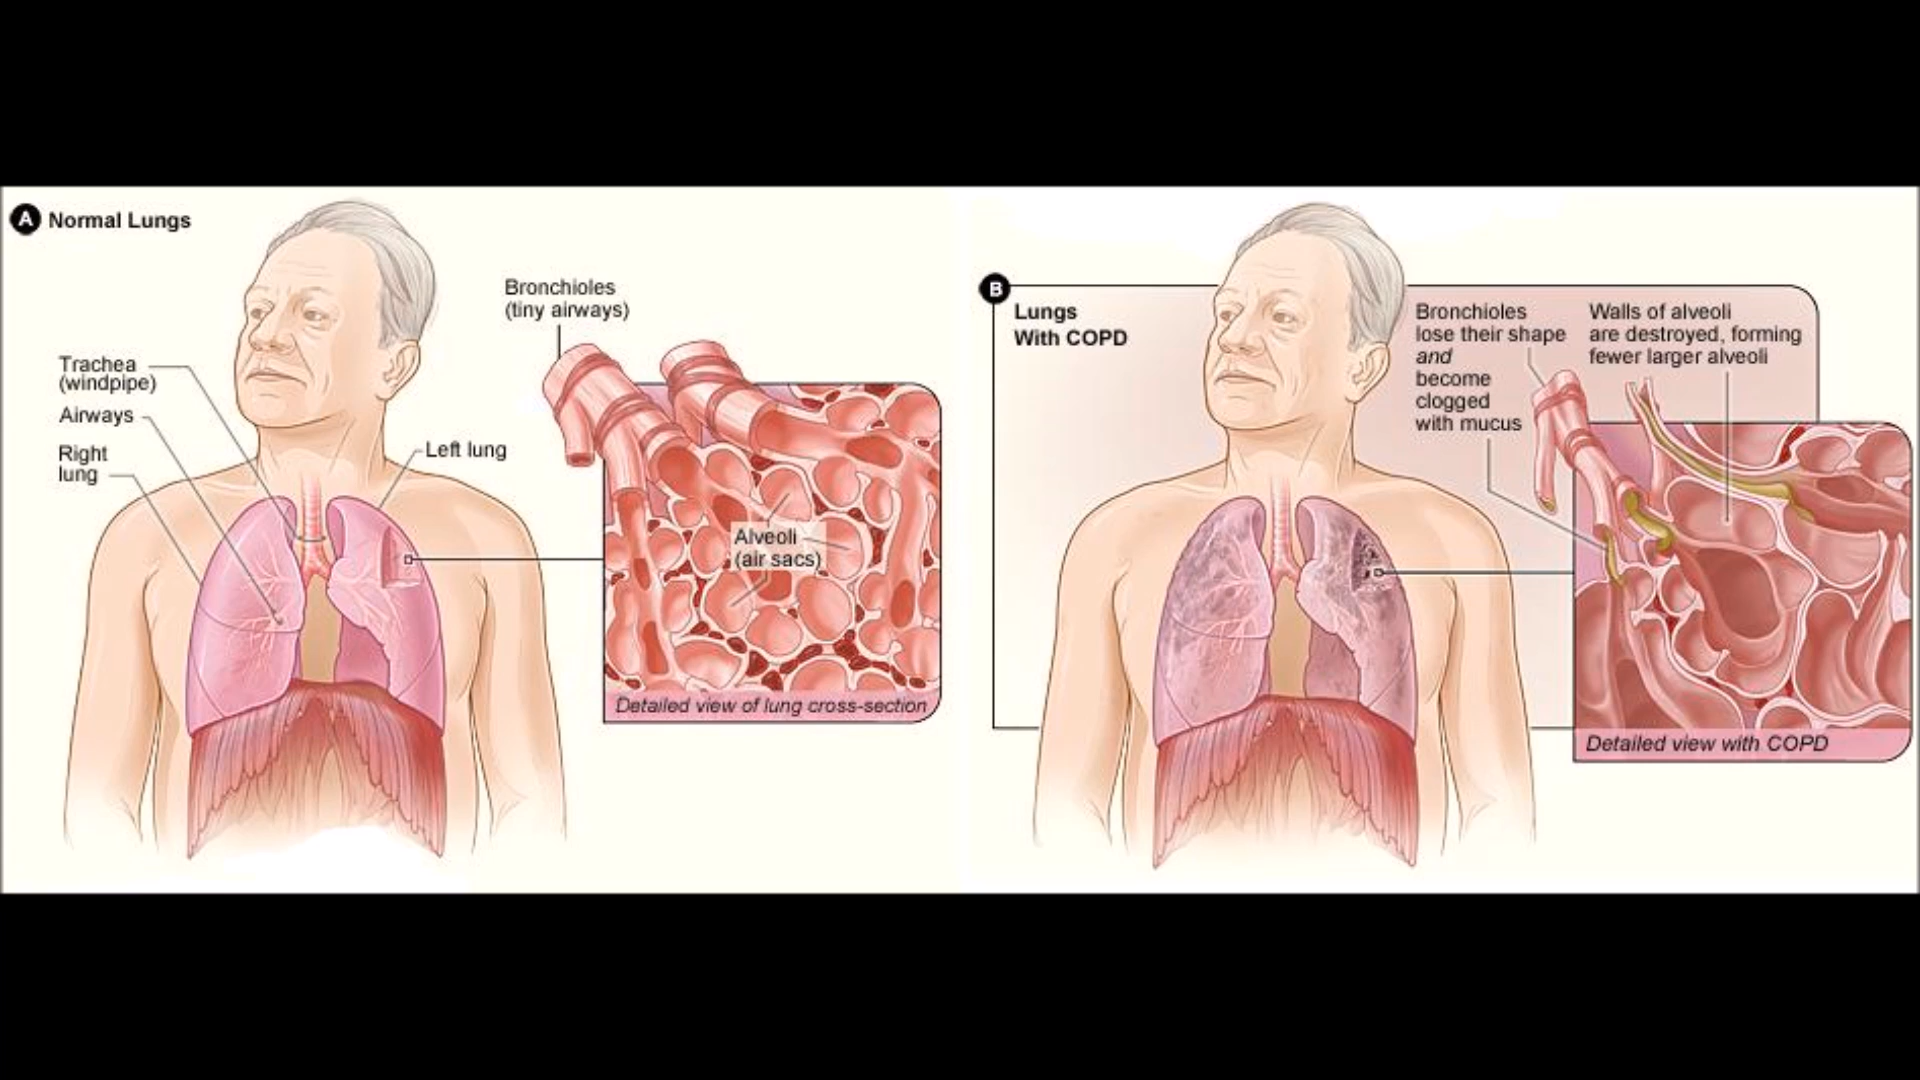 A Normal Lungs
Trachea
(windpipe)
Airways
Right
lung
Left lung
Bronchioles
(tiny airways)
Alveoli
(air sacs)
Detailed view of lung cross-section
B
Lungs
With COPD
Bronchioles
lose their shape
and
become
clogged
with mucus
Walls of alveoli
are destroyed, forming
fewer larger alveoli
Detailed view with COPD